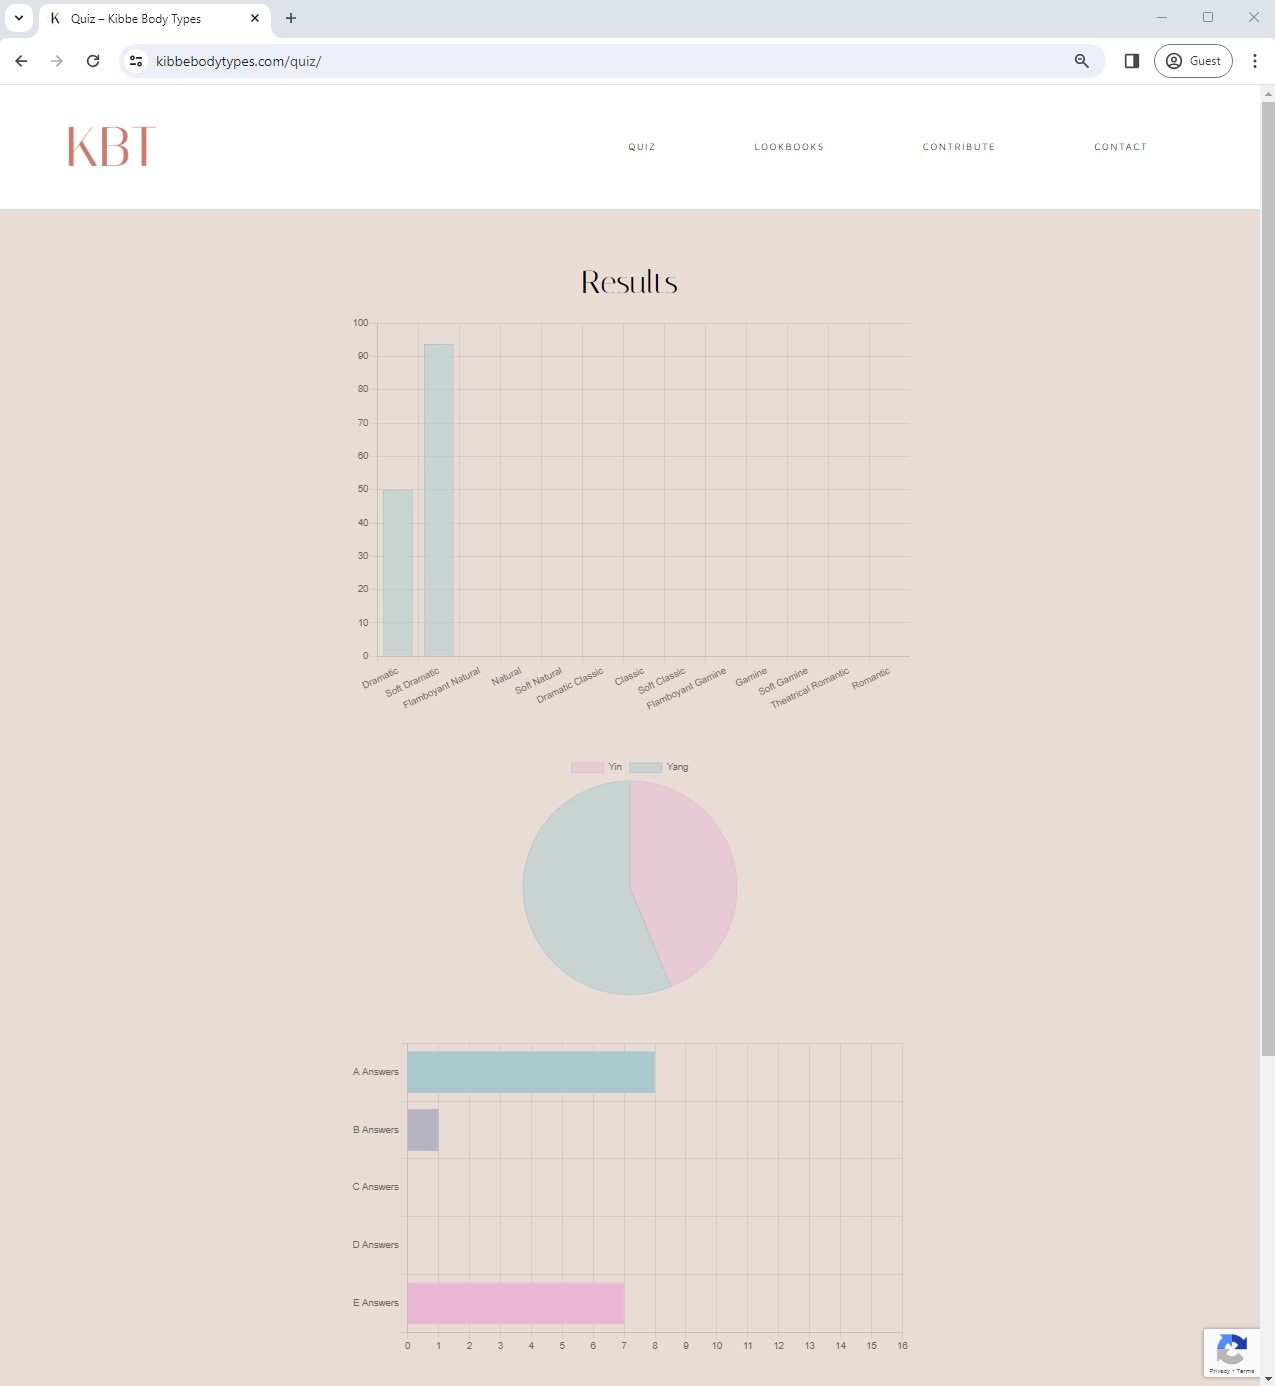 K Quiz – Kibbe Body Types
kibbebodytypes.com/quiz/
Guest
KBT
QUIZ LOOKBOOKS CONTRIBUTE CONTACT
Results
100
90
80
70
60
50
40
30
20
10
0
Dramatic Soft Dramatic Flamboyant Natural Natural Soft Natural Dramatic Classic Classic Soft Classic Flamboyant Gamine Gamine Soft Gamine Theatrical Romantic Romantic
Yin Yang
A Answers
B Answers
C Answers
D Answers
E Answers
0 1 2 3 4 5 6 7 8 9 10 11 12 13 14 15 16
Privacy - Terms